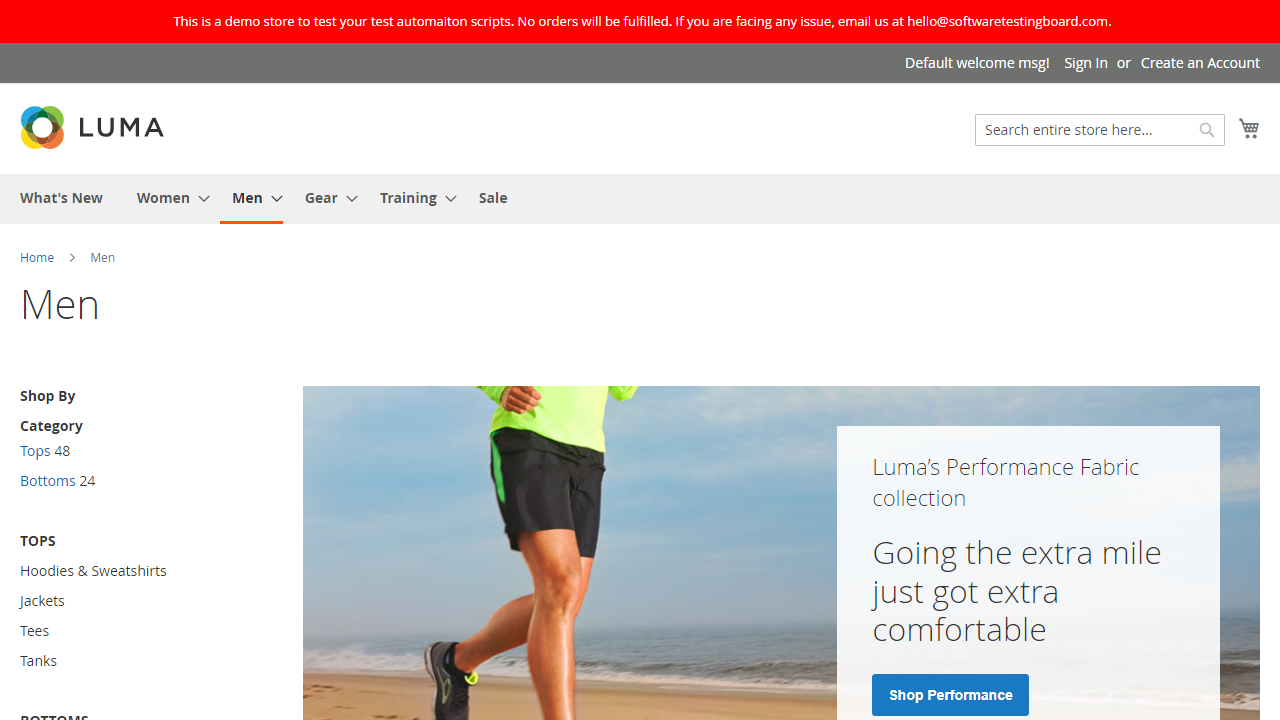 This is a demo store to test your test automaiton scripts. No orders will be fulfilled. If you are facing any issue, email us at hello@softwaretestingboard.com.
Default welcome msg! Sign In or Create an Account
LUMA
Search entire store here...
What's New Women Men Gear Training Sale
Home > Men
Men
Shop By
Category
Tops 48
Bottoms 24
TOPS
Hoodies & Sweatshirts
Jackets
Tees
Tanks
BOTTOMS
Luma’s Performance Fabric
collection
Going the extra mile
just got extra
comfortable
Shop Performance